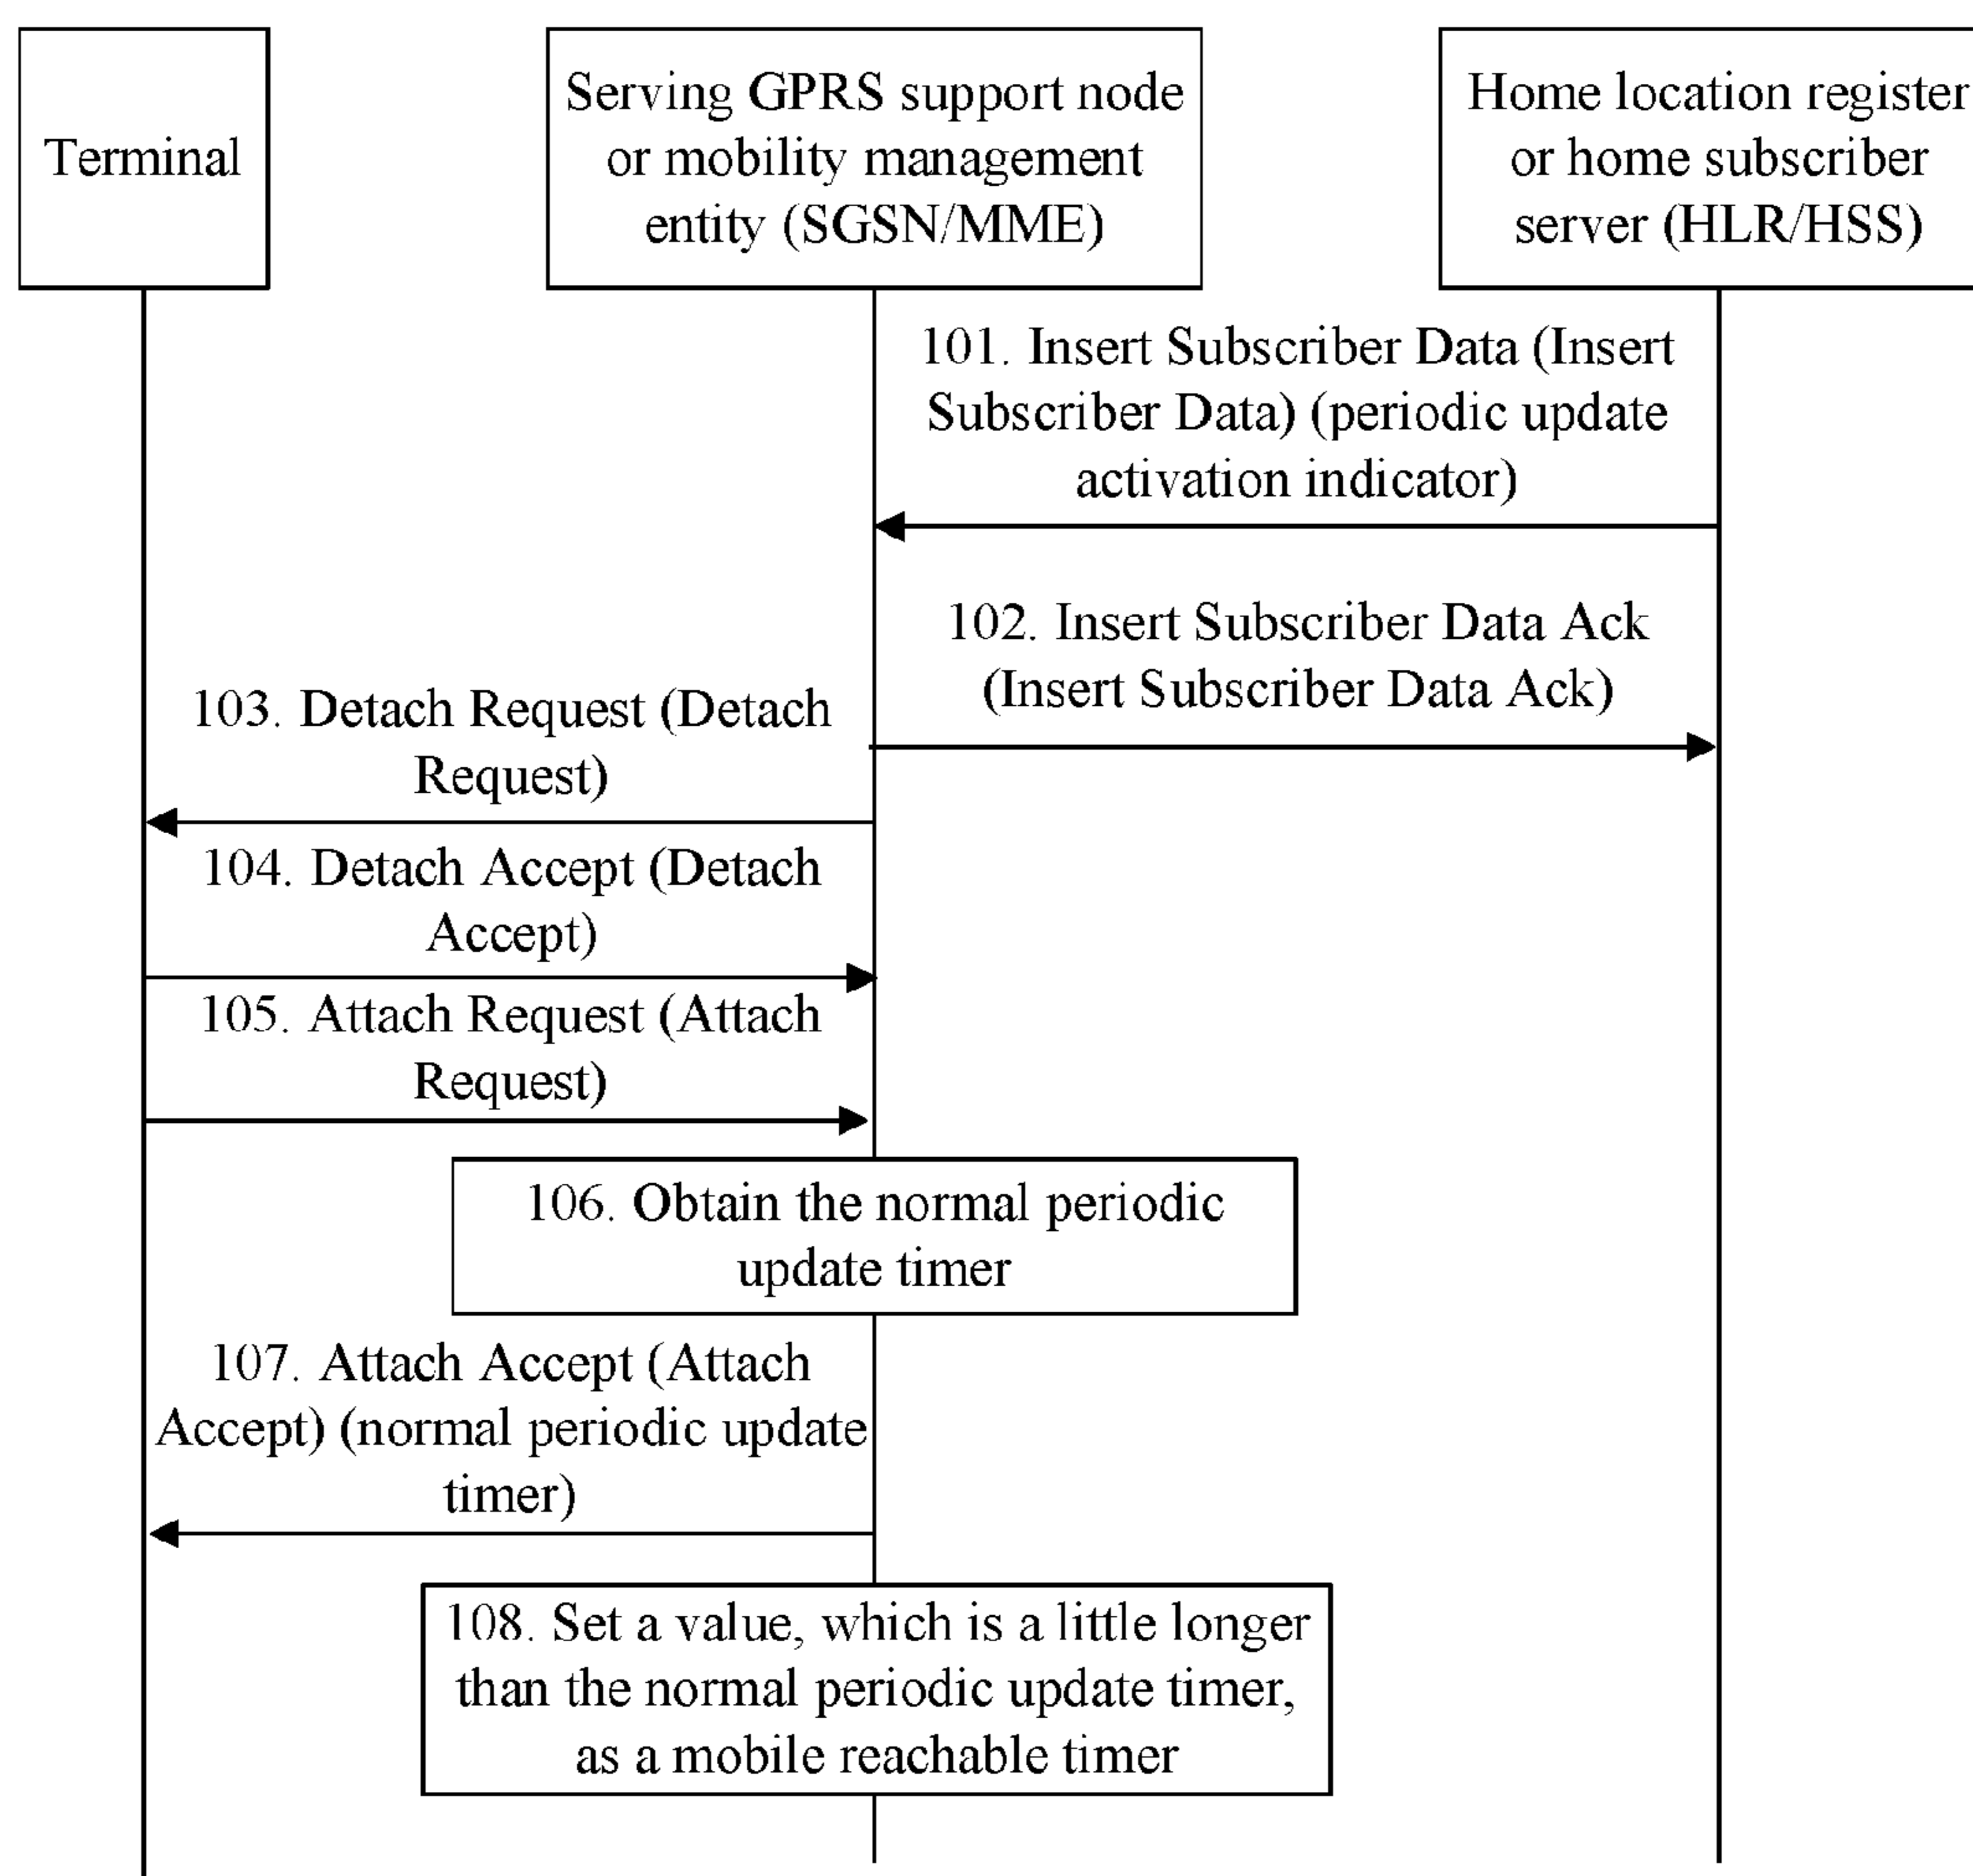 Terminal
Serving GPRS support node
or mobility management
entity (SGSN/MME)
Home location register
or home subscriber
server (HLR/HSS)
101. Insert Subscriber Data (Insert
Subscriber Data) (periodic update
activation indicator)
102. Insert Subscriber Data Ack
(Insert Subscriber Data Ack)
103. Detach Request (Detach
Request)
104. Detach Accept (Detach
Accept)
105. Attach Request (Attach
Request)
106. Obtain the normal periodic
update timer
107. Attach Accept (Attach
Accept) (normal periodic update
timer)
108. Set a value, which is a little longer
than the normal periodic update timer,
as a mobile reachable timer